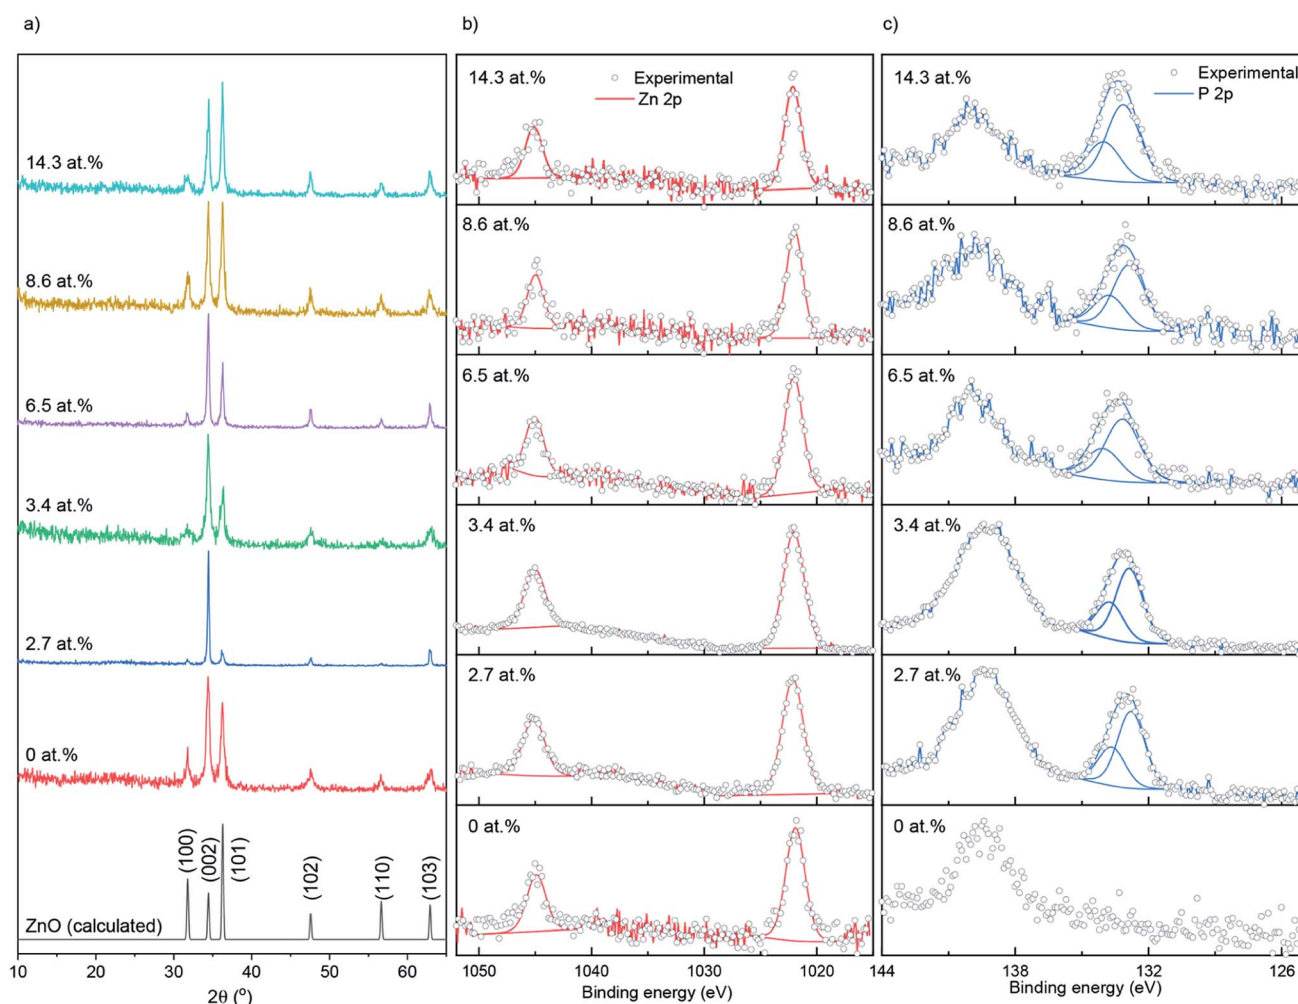 a)
14.3 at.%
8.6 at.%
6.5 at.%
3.4 at.%
2.7 at.%
0 at.%
ZnO (calculated)
(100)
(002)
(101)
(102)
(110)
(103)
10 20 30 40 50 60
2θ (º)
b)
14.3 at.%
Experimental
Zn 2p
8.6 at.%
6.5 at.%
3.4 at.%
2.7 at.%
0 at.%
1050 1040 1030 1020
Binding energy (eV)
c)
14.3 at.%
Experimental
P 2p
8.6 at.%
6.5 at.%
3.4 at.%
2.7 at.%
0 at.%
144 138 132 126
Binding energy (eV)